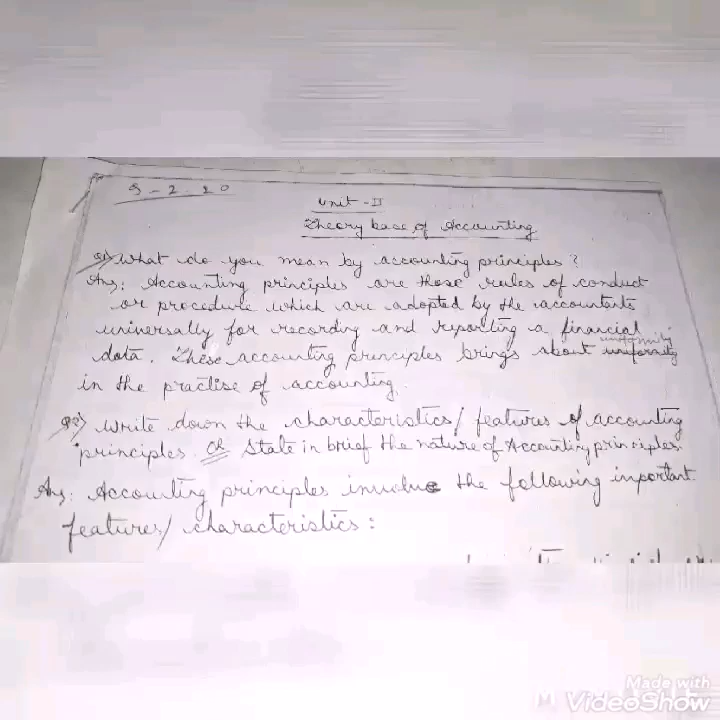 3-2-20
Unit-II
Theory base of Accounting
Q1) What do you mean by accounting principles?
Ans: Accounting principles are those rules of conduct
or procedure which are adopted by the accountants
universally for recording and reporting a financial
data. These accounting principles brings about uniformity
in the practise of accounting.
Q2) Write down the characteristics/features of accounting
principles OR State in brief the nature of Accounting principles.
Ans: Accounting principles involve the following important
features/characteristics:
Made with
VideoShow